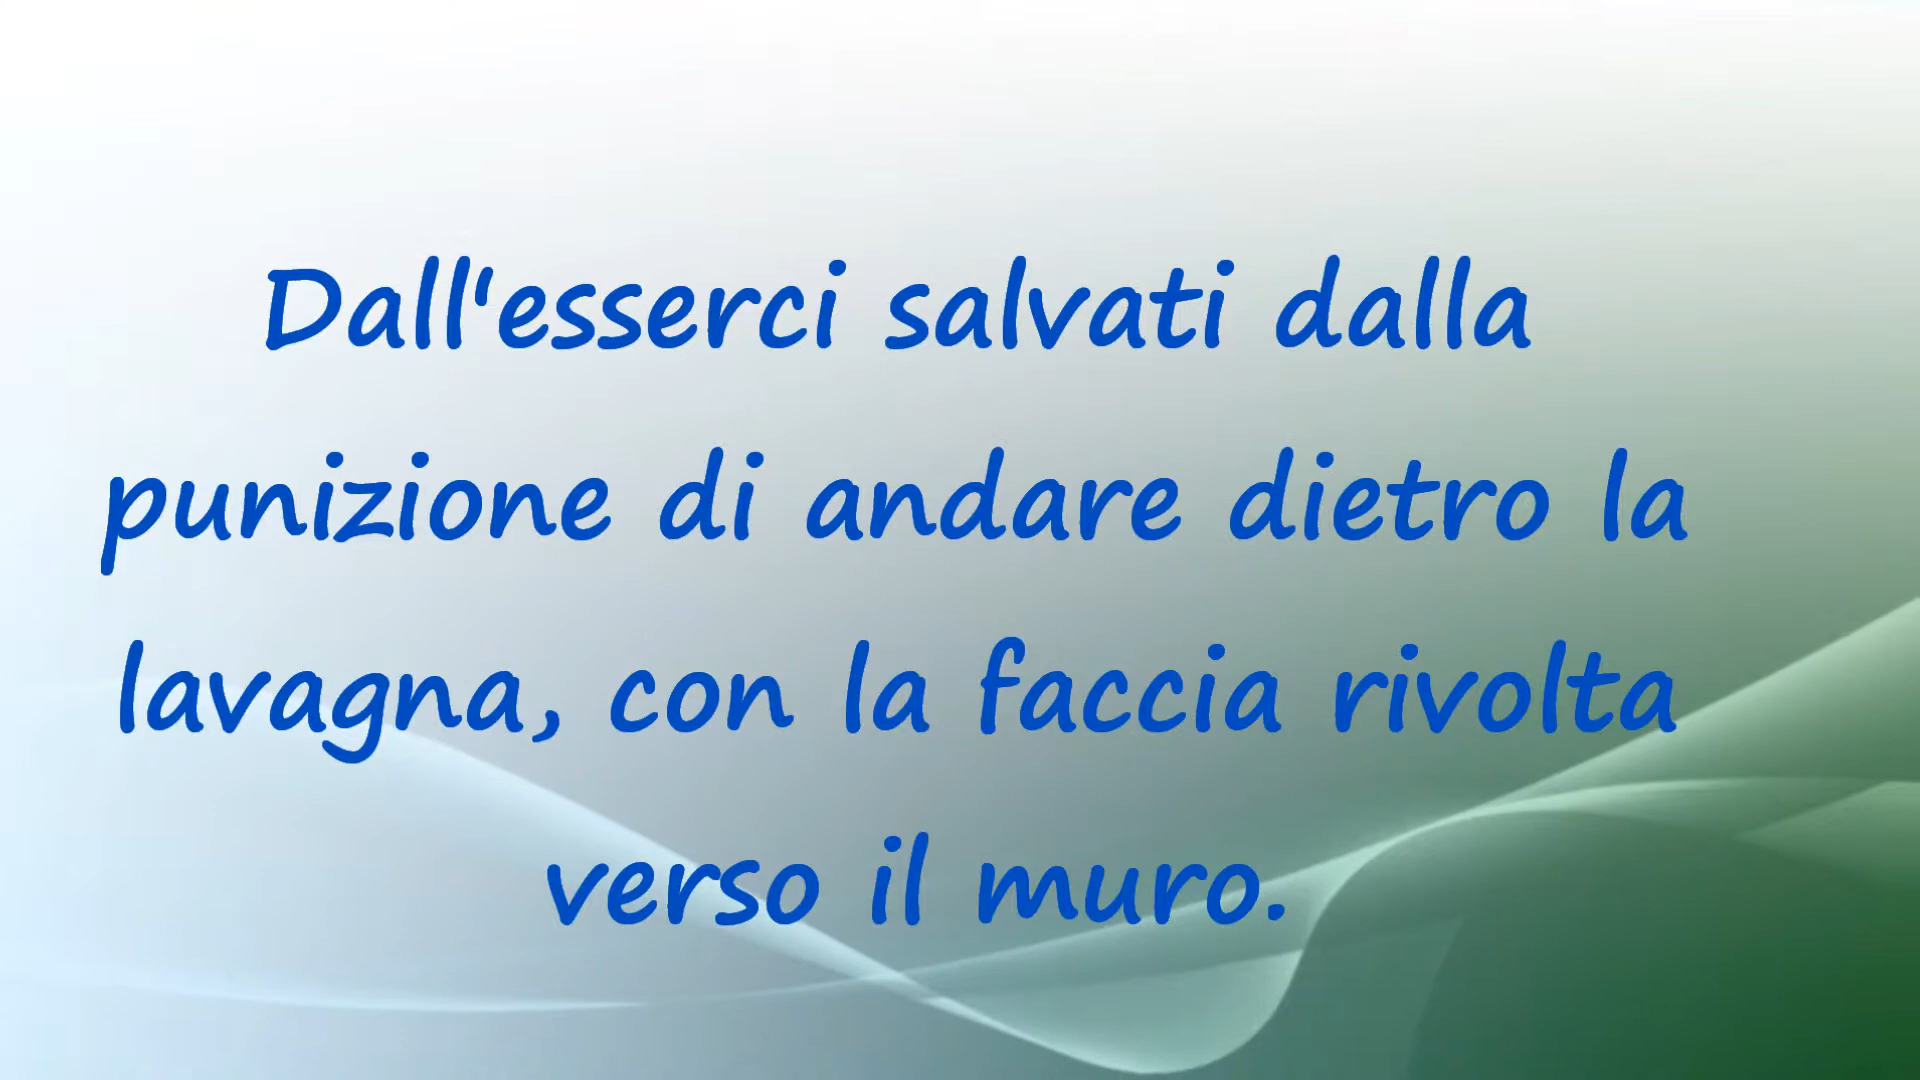 Dall'esserci salvati dalla
punizione di andare dietro la
lavagna, con la faccia rivolta
verso il muro.